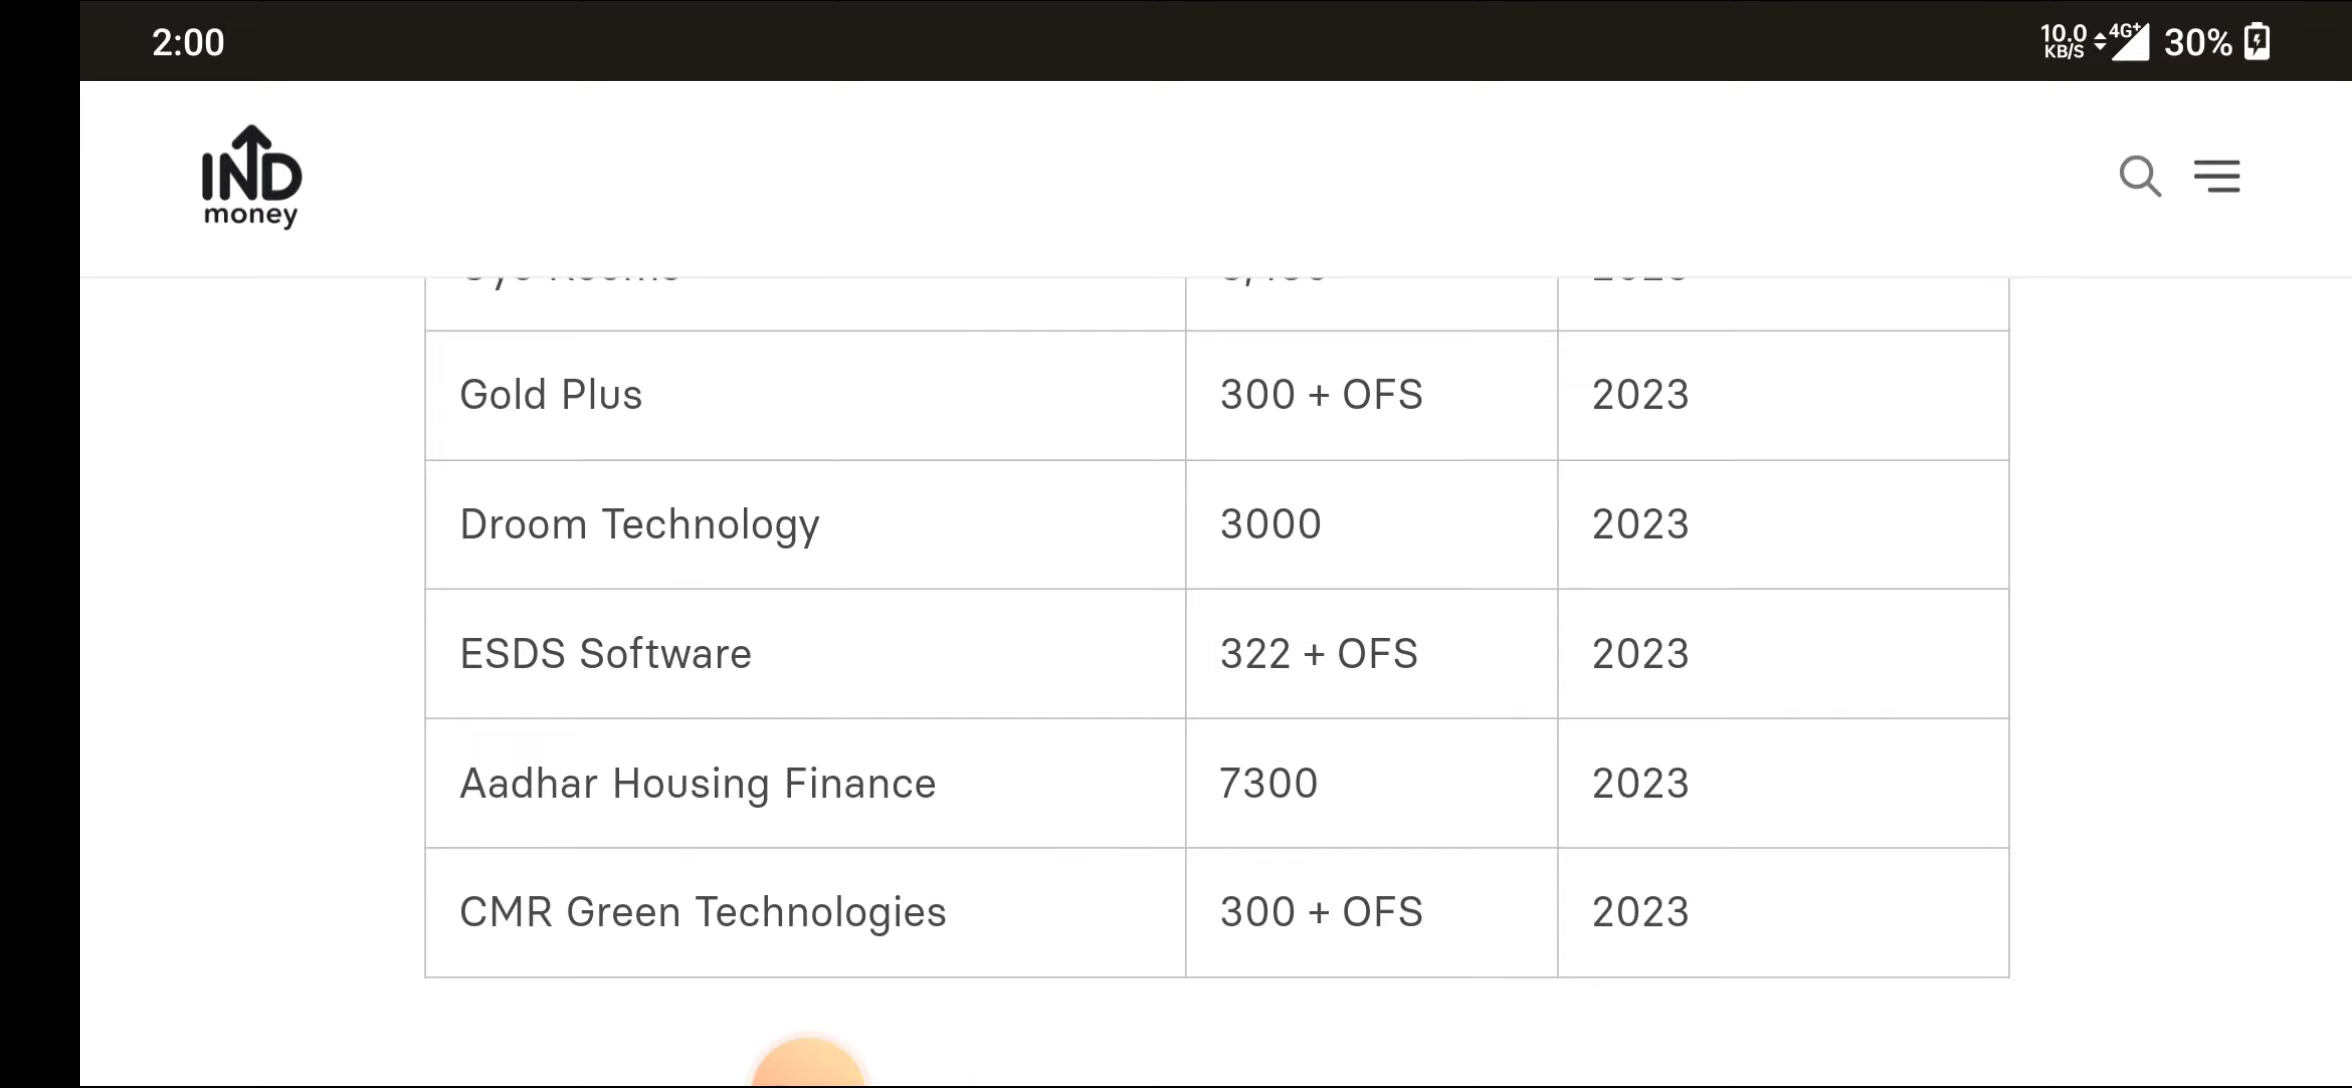 2:00
10.0 KB/S 4G+ 30%
IND
money
Gold Plus 300 + OFS 2023
Droom Technology 3000 2023
ESDS Software 322 + OFS 2023
Aadhar Housing Finance 7300 2023
CMR Green Technologies 300 + OFS 2023